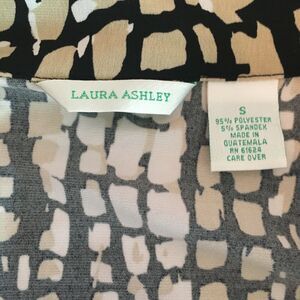 LAURA ASHLEY
S
95% POLYESTER
5% SPANDEX
MADE IN
GUATEMALA
RN 61624
CARE OVER